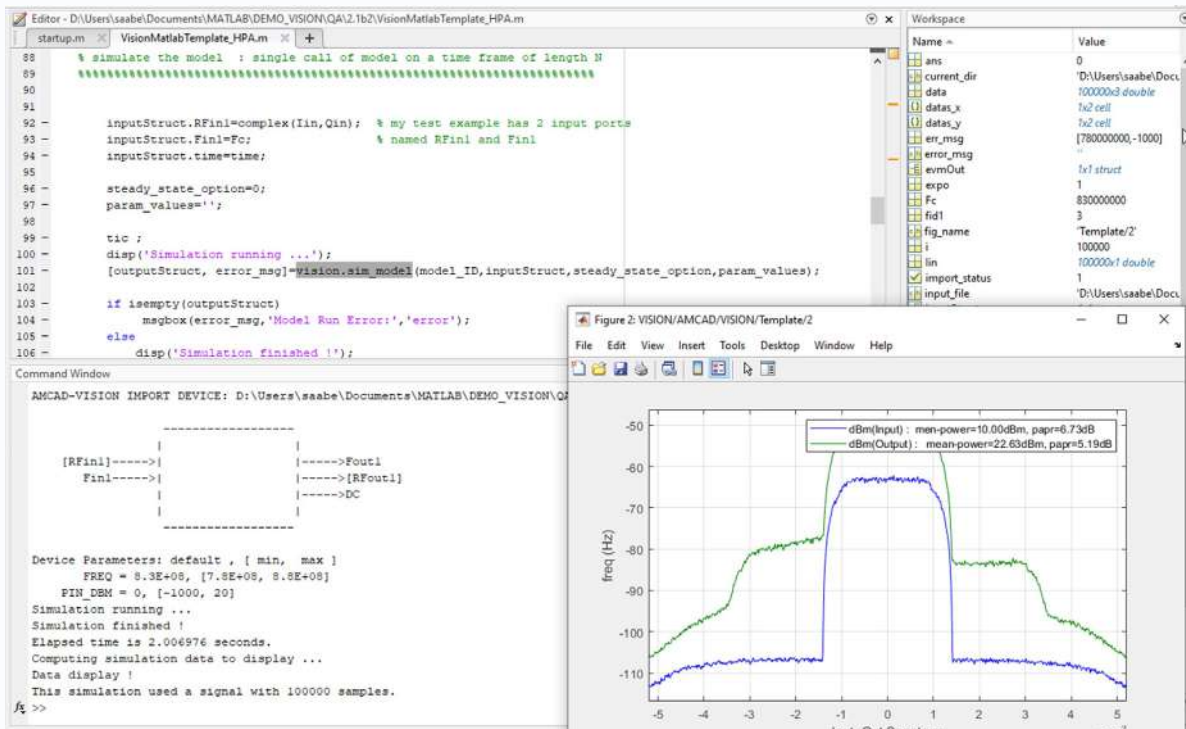 Editor - D:\Users\saabe\Documents\MATLAB\DEMO_VISION\QA\2.1b2\VisionMatlabTemplate_HPA.m
startup.m
VisionMatlabTemplate_HPA.m
+
88 % simulate the model : single call of model on a time frame of length N
89 %%%%%%%%%%%%%%%%%%%%%%%%%%%%%%%%%%%%%%%%%%%%%%%%%%%%%%%%%%%%%%%%%%%%%%%%
90
91
92 - inputStruct.RFin1=complex(Iin,Qin); % my test example has 2 input ports
93 - inputStruct.Fin1=Fc; % named RFin1 and Fin1
94 - inputStruct.time=time;
95
96 - steady_state_option=0;
97 - param_values='';
98
99 - tic ;
100 - disp('Simulation running ...');
101 - [outputStruct, error_msg]=vision.sim_model(model_ID,inputStruct,steady_state_option,param_values);
102
103 - if isempty(outputStruct)
104 - msgbox(error_msg,'Model Run Error:','error');
105 - else
106 - disp('Simulation finished !');
Workspace
Name Value
ans 0
current_dir 'D:\Users\saabe\Docu
data 100000x3 double
datas_x 1x2 cell
datas_y 1x2 cell
err_msg [780000000,-1000]
error_msg ''
evmOut 1x1 struct
expo 1
Fc 830000000
fid1 3
fig_name 'Template/2'
i 100000
Iin 100000x1 double
import_status 1
input_file 'D:\Users\saabe\Docu
Command Window
AMCAD-VISION IMPORT DEVICE: D:\Users\saabe\Documents\MATLAB\DEMO_VISION\QA
------------------
| |
[RFin1]----->| |----->Fout1
Fin1----->| |----->[RFout1]
| |----->DC
| |
------------------
Device Parameters: default , [ min, max ]
FREQ = 8.3E+08, [7.8E+08, 8.8E+08]
PIN_DBM = 0, [-1000, 20]
Simulation running ...
Simulation finished !
Elapsed time is 2.006976 seconds.
Computing simulation data to display ...
Data display !
This simulation used a signal with 100000 samples.
fx >>
Figure 2: VISION/AMCAD/VISION/Template/2
File Edit View Insert Tools Desktop Window Help
dBm(Input) : men-power=10.00dBm, papr=6.73dB
dBm(Output) : mean-power=22.63dBm, papr=5.19dB
freq (Hz)
-50
-60
-70
-80
-90
-100
-110
-5 -4 -3 -2 -1 0 1 2 3 4 5